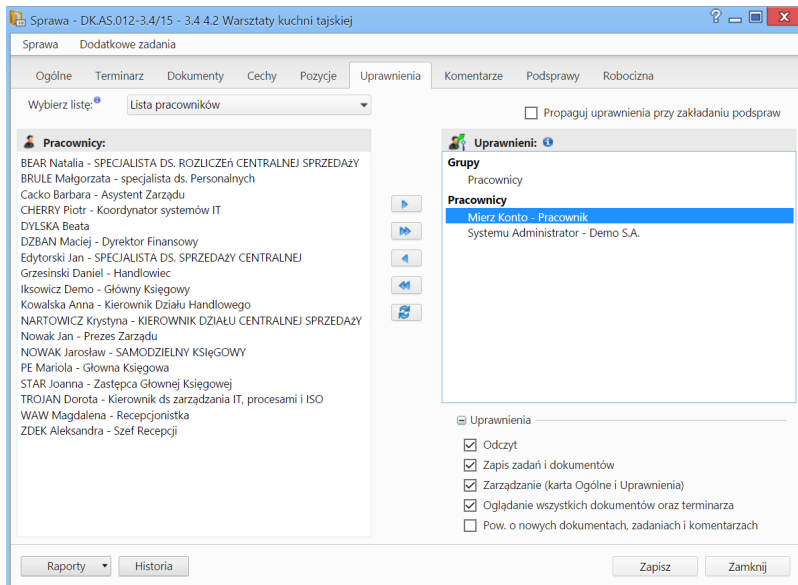 Sprawa - DK.AS.012-3.4/15 - 3.4 4.2 Warsztaty kuchni tajskiej
Sprawa Dodatkowe zadania
Ogólne Terminarz Dokumenty Cechy Pozycje Uprawnienia Komentarze Podsprawy Robocizna
Wybierz listę: Lista pracowników
Propaguj uprawnienia przy zakładaniu podspraw
Pracownicy:
BEAR Natalia - SPECJALISTA DS. ROZLICZEń CENTRALNEJ SPRZEDAżY
BRULE Małgorzata - specjalista ds. Personalnych
Cacko Barbara - Asystent Zarządu
CHERRY Piotr - Koordynator systemów IT
DYLSKA Beata
DZBAN Maciej - Dyrektor Finansowy
Edytorski Jan - SPECJALISTA DS. SPRZEDAżY CENTRALNEJ
Grzesinski Daniel - Handlowiec
Iksowicz Demo - Główny Księgowy
Kowalska Anna - Kierownik Działu Handlowego
NARTOWICZ Krystyna - KIEROWNIK DZIAŁU CENTRALNEJ SPRZEDAżY
Nowak Jan - Prezes Zarządu
NOWAK Jarosław - SAMODZIELNY KSIęGOWY
PE Mariola - Głowna Księgowa
STAR Joanna - Zastępca Głownej Księgowej
TROJAN Dorota - Kierownik ds zarządzania IT, procesami i ISO
WAW Magdalena - Recepcjonistka
ZDEK Aleksandra - Szef Recepcji
Uprawnieni:
Grupy
Pracownicy
Pracownicy
Mierz Konto - Pracownik
Systemu Administrator - Demo S.A.
Uprawnienia
Odczyt
Zapis zadań i dokumentów
Zarządzanie (karta Ogólne i Uprawnienia)
Oglądanie wszystkich dokumentów oraz terminarza
Pow. o nowych dokumentach, zadaniach i komentarzach
Raporty Historia Zapisz Zamknij